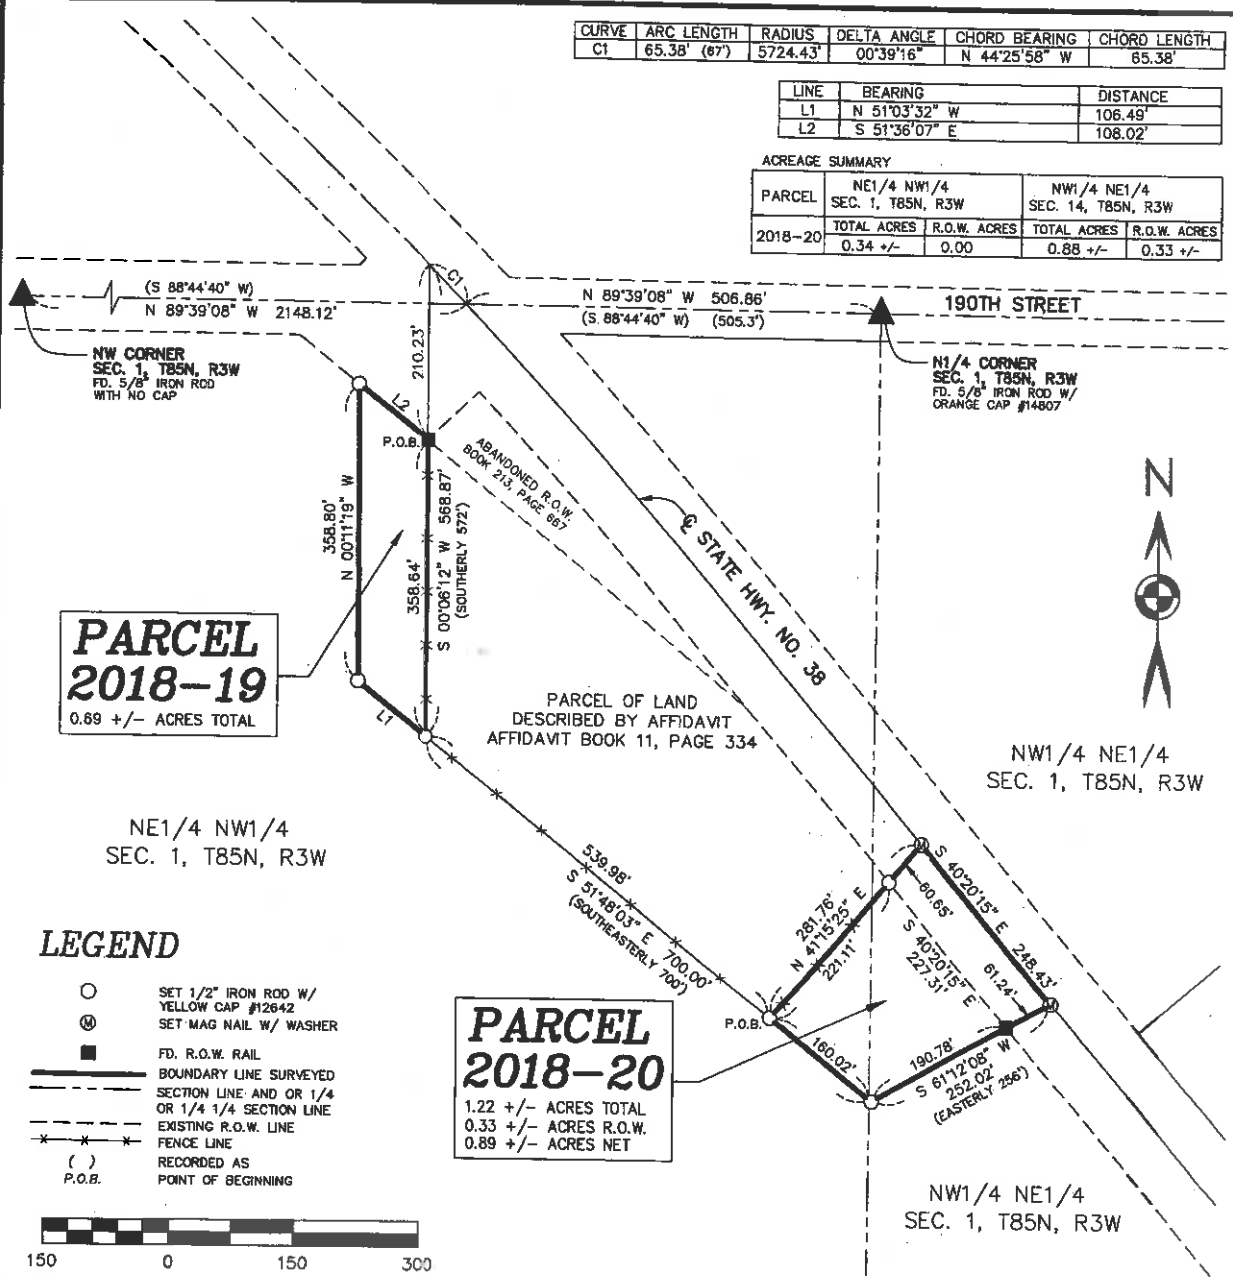 CURVE ARC LENGTH RADIUS DELTA ANGLE CHORD BEARING CHORD LENGTH
C1 65.38' (67') 5724.43' 00°39'16" N 44°25'58" W 65.38'
LINE BEARING DISTANCE
L1 N 51°03'32" W 106.49'
L2 S 51°36'07" E 108.02'
ACREAGE SUMMARY
PARCEL NE1/4 NW1/4 NW1/4 NE1/4
SEC. 1, T85N, R3W SEC. 14, T85N, R3W
2018-20 TOTAL ACRES R.O.W. ACRES TOTAL ACRES R.O.W. ACRES
0.34 +/- 0.00 0.88 +/- 0.33 +/-
(S 88°44'40" W)
N 89°39'08" W 2148.12'
C1
N 89°39'08" W 506.86'
(S 88°44'40" W) (505.3')
190TH STREET
NW CORNER
SEC. 1, T85N, R3W
FD. 5/8" IRON ROD
WITH NO CAP
210.23'
N1/4 CORNER
SEC. 1, T85N, R3W
FD. 5/8" IRON ROD W/
ORANGE CAP #14807
L2
P.O.B.
ABANDONED R.O.W.
BOOK 213, PAGE 667
N
358.80'
N 00°11'19" W
358.64'
S 00°06'12" W 568.87'
(SOUTHERLY 572')
℄ STATE HWY. NO. 38
PARCEL
2018-19
0.89 +/- ACRES TOTAL
L1
PARCEL OF LAND
DESCRIBED BY AFFIDAVIT
AFFIDAVIT BOOK 11, PAGE 334
NW1/4 NE1/4
SEC. 1, T85N, R3W
NE1/4 NW1/4
SEC. 1, T85N, R3W
539.98'
S 51°48'03" E 700.00'
(SOUTHEASTERLY 700')
281.76'
N 41°15'25" E
221.11'
60.65'
S 40°20'15" E 248.43'
S 40°20'15" E
227.31'
61.24'
P.O.B.
160.02'
190.78'
S 61°12'08" W
252.02'
(EASTERLY 256')
LEGEND
SET 1/2" IRON ROD W/
YELLOW CAP #12642
M SET MAG NAIL W/ WASHER
FD. R.O.W. RAIL
BOUNDARY LINE SURVEYED
SECTION LINE AND OR 1/4
OR 1/4 1/4 SECTION LINE
EXISTING R.O.W. LINE
FENCE LINE
( ) RECORDED AS
P.O.B. POINT OF BEGINNING
PARCEL
2018-20
1.22 +/- ACRES TOTAL
0.33 +/- ACRES R.O.W.
0.89 +/- ACRES NET
NW1/4 NE1/4
SEC. 1, T85N, R3W
150 0 150 300